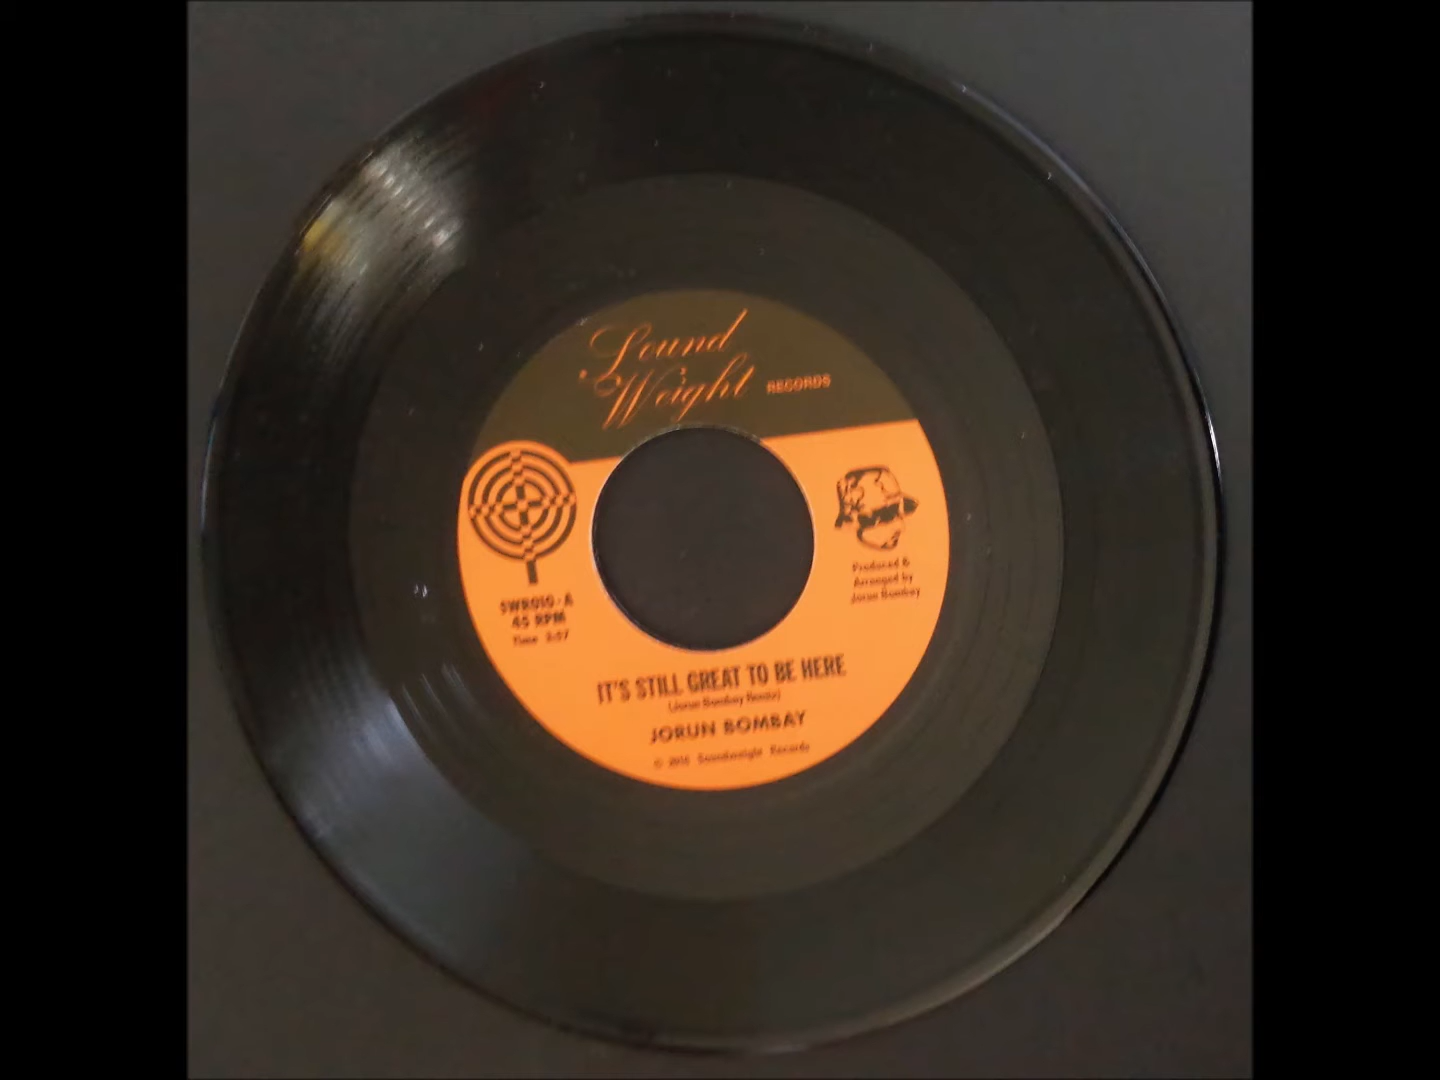 Sound
Weight RECORDS
Produced &
Arranged by
Jorun Bombay
SWR010-A
45 RPM
Time
IT'S STILL GREAT TO BE HERE
(Jorun Bombay Remix)
JORUN BOMBAY
© Soundweight Records